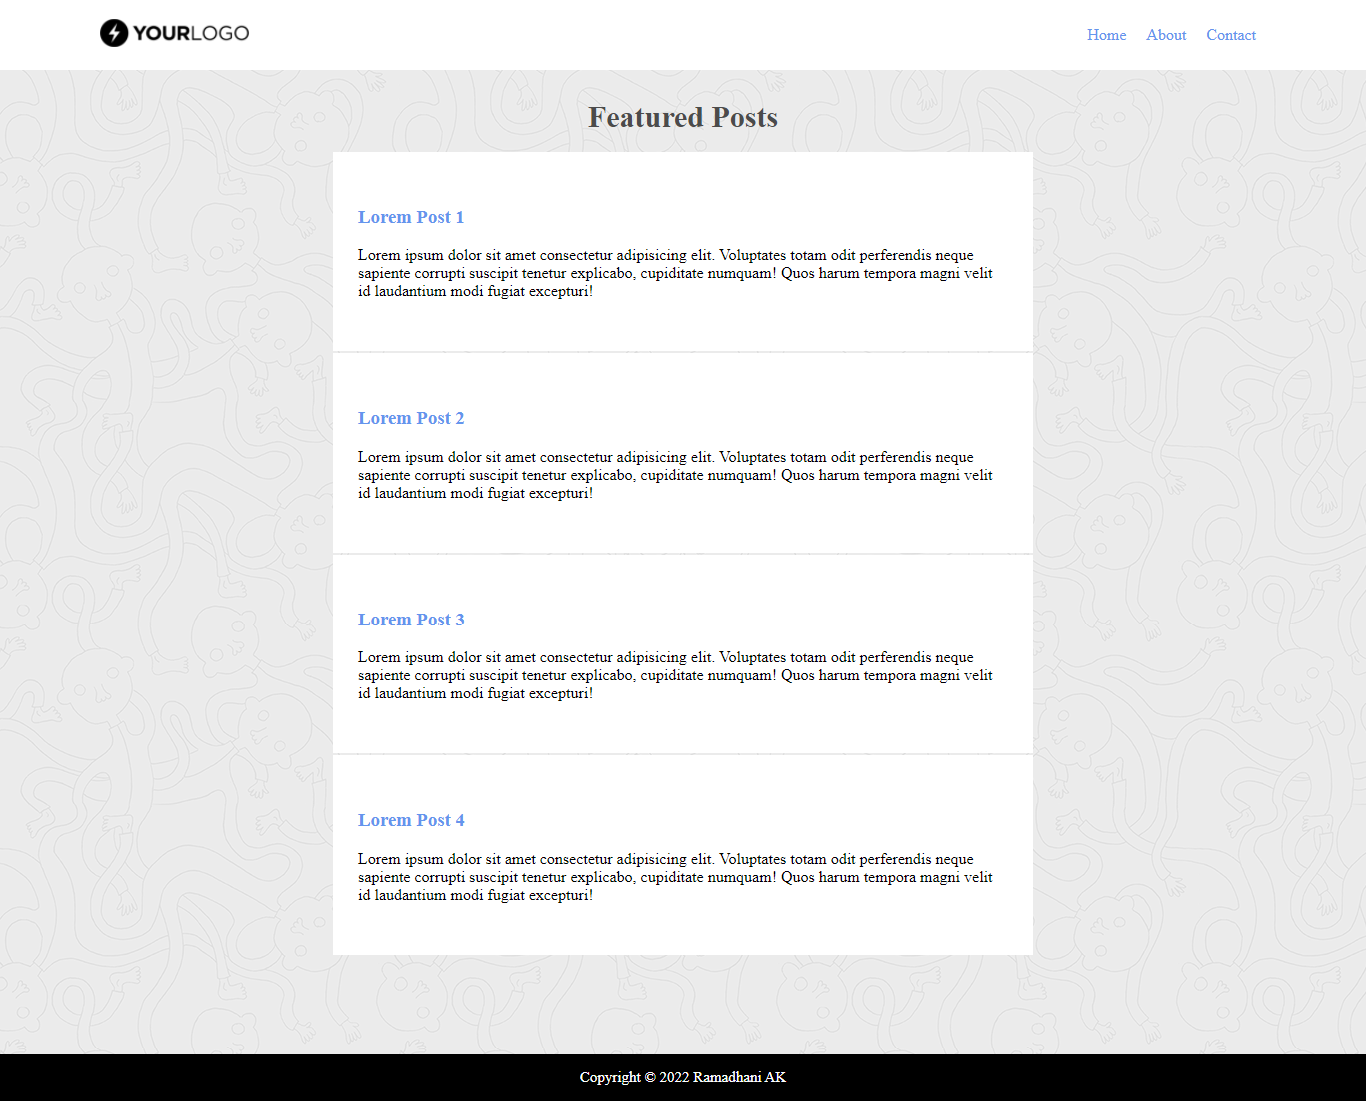 YOURLOGO
Home About Contact
Featured Posts
Lorem Post 1
Lorem ipsum dolor sit amet consectetur adipisicing elit. Voluptates totam odit perferendis neque
sapiente corrupti suscipit tenetur explicabo, cupiditate numquam! Quos harum tempora magni velit
id laudantium modi fugiat excepturi!
Lorem Post 2
Lorem ipsum dolor sit amet consectetur adipisicing elit. Voluptates totam odit perferendis neque
sapiente corrupti suscipit tenetur explicabo, cupiditate numquam! Quos harum tempora magni velit
id laudantium modi fugiat excepturi!
Lorem Post 3
Lorem ipsum dolor sit amet consectetur adipisicing elit. Voluptates totam odit perferendis neque
sapiente corrupti suscipit tenetur explicabo, cupiditate numquam! Quos harum tempora magni velit
id laudantium modi fugiat excepturi!
Lorem Post 4
Lorem ipsum dolor sit amet consectetur adipisicing elit. Voluptates totam odit perferendis neque
sapiente corrupti suscipit tenetur explicabo, cupiditate numquam! Quos harum tempora magni velit
id laudantium modi fugiat excepturi!
Copyright © 2022 Ramadhani AK